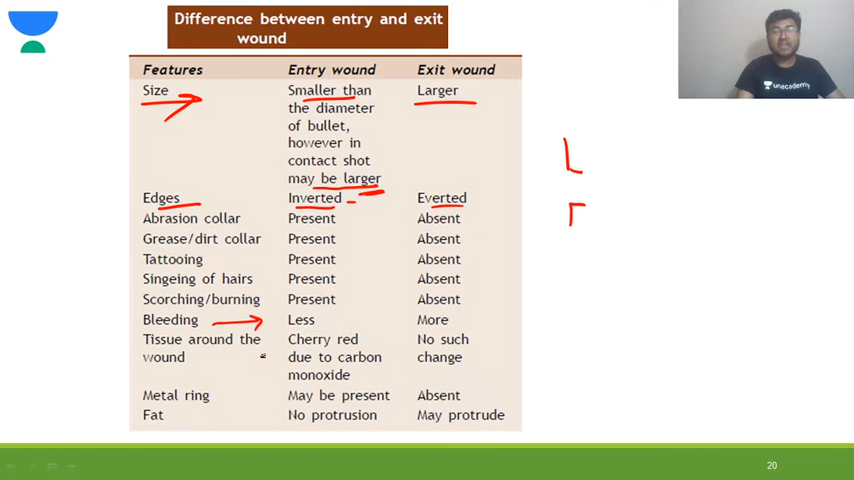 Difference between entry and exit
wound
Features Entry wound Exit wound
Size Smaller than Larger
the diameter
of bullet,
however in
contact shot
may be larger
Edges Inverted Everted
Abrasion collar Present Absent
Grease/dirt collar Present Absent
Tattooing Present Absent
Singeing of hairs Present Absent
Scorching/burning Present Absent
Bleeding Less More
Tissue around the Cherry red No such
wound due to carbon change
monoxide
Metal ring May be present Absent
Fat No protrusion May protrude
unacademy
20